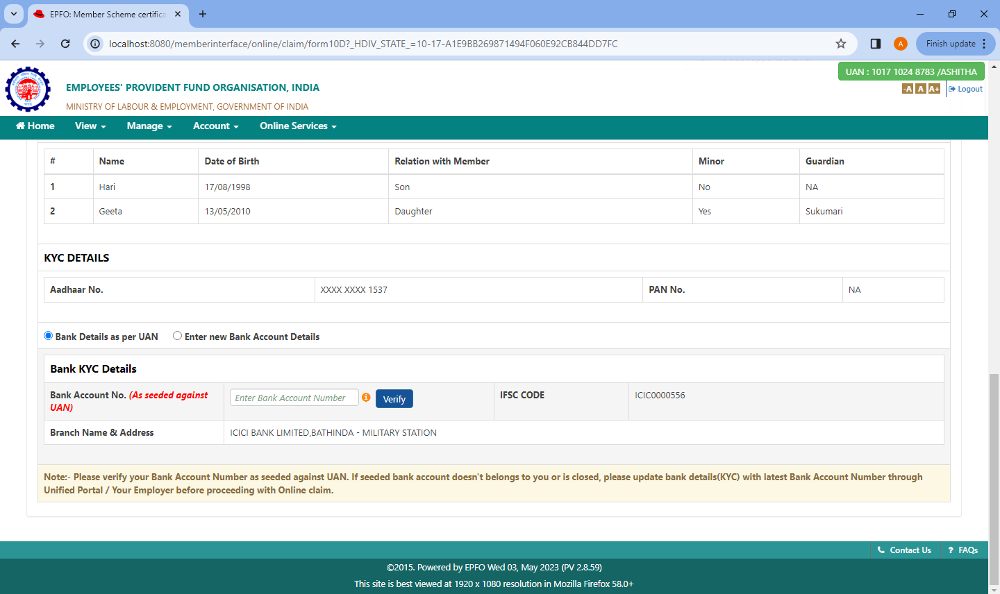 EPFO: Member Scheme certifica
localhost:8080/memberinterface/online/claim/form10D?_HDIV_STATE_=10-17-A1E9BB269871494F060E92CB844DD7FC
A
Finish update
UAN : 1017 1024 8783 /ASHITHA
EMPLOYEES' PROVIDENT FUND ORGANISATION, INDIA
-A A A+ Logout
MINISTRY OF LABOUR & EMPLOYMENT, GOVERNMENT OF INDIA
Home View Manage Account Online Services
# Name Date of Birth Relation with Member Minor Guardian
1 Hari 17/08/1998 Son No NA
2 Geeta 13/05/2010 Daughter Yes Sukumari
KYC DETAILS
Aadhaar No. XXXX XXXX 1537 PAN No. NA
Bank Details as per UAN Enter new Bank Account Details
Bank KYC Details
Bank Account No. (As seeded against
UAN)
Enter Bank Account Number Verify IFSC CODE ICIC0000556
Branch Name & Address ICICI BANK LIMITED,BATHINDA - MILITARY STATION
Note:- Please verify your Bank Account Number as seeded against UAN. If seeded bank account doesn't belongs to you or is closed, please update bank details(KYC) with latest Bank Account Number through
Unified Portal / Your Employer before proceeding with Online claim.
Contact Us ? FAQs
©2015. Powered by EPFO Wed 03, May 2023 (PV 2.8.59)
This site is best viewed at 1920 x 1080 resolution in Mozilla Firefox 58.0+